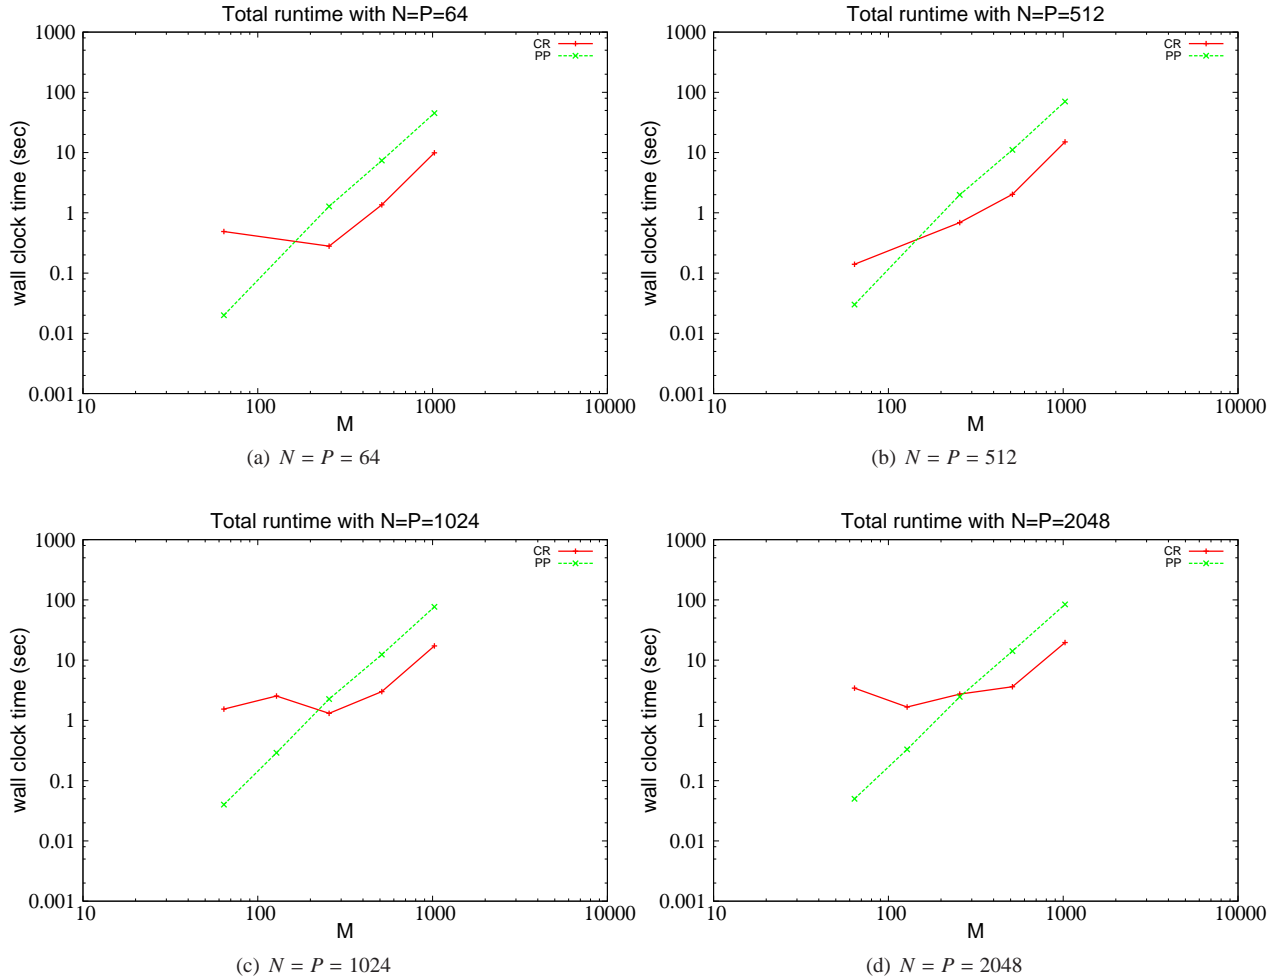 Total runtime with N=P=64
1000
100
10
1
0.1
0.01
0.001
10
100
1000
10000
wall clock time (sec)
M
CR
PP
(a) N = P = 64
Total runtime with N=P=512
1000
100
10
1
0.1
0.01
0.001
10
100
1000
10000
wall clock time (sec)
M
CR
PP
(b) N = P = 512
Total runtime with N=P=1024
1000
100
10
1
0.1
0.01
0.001
10
100
1000
10000
wall clock time (sec)
M
CR
PP
(c) N = P = 1024
Total runtime with N=P=2048
1000
100
10
1
0.1
0.01
0.001
10
100
1000
10000
wall clock time (sec)
M
CR
PP
(d) N = P = 2048